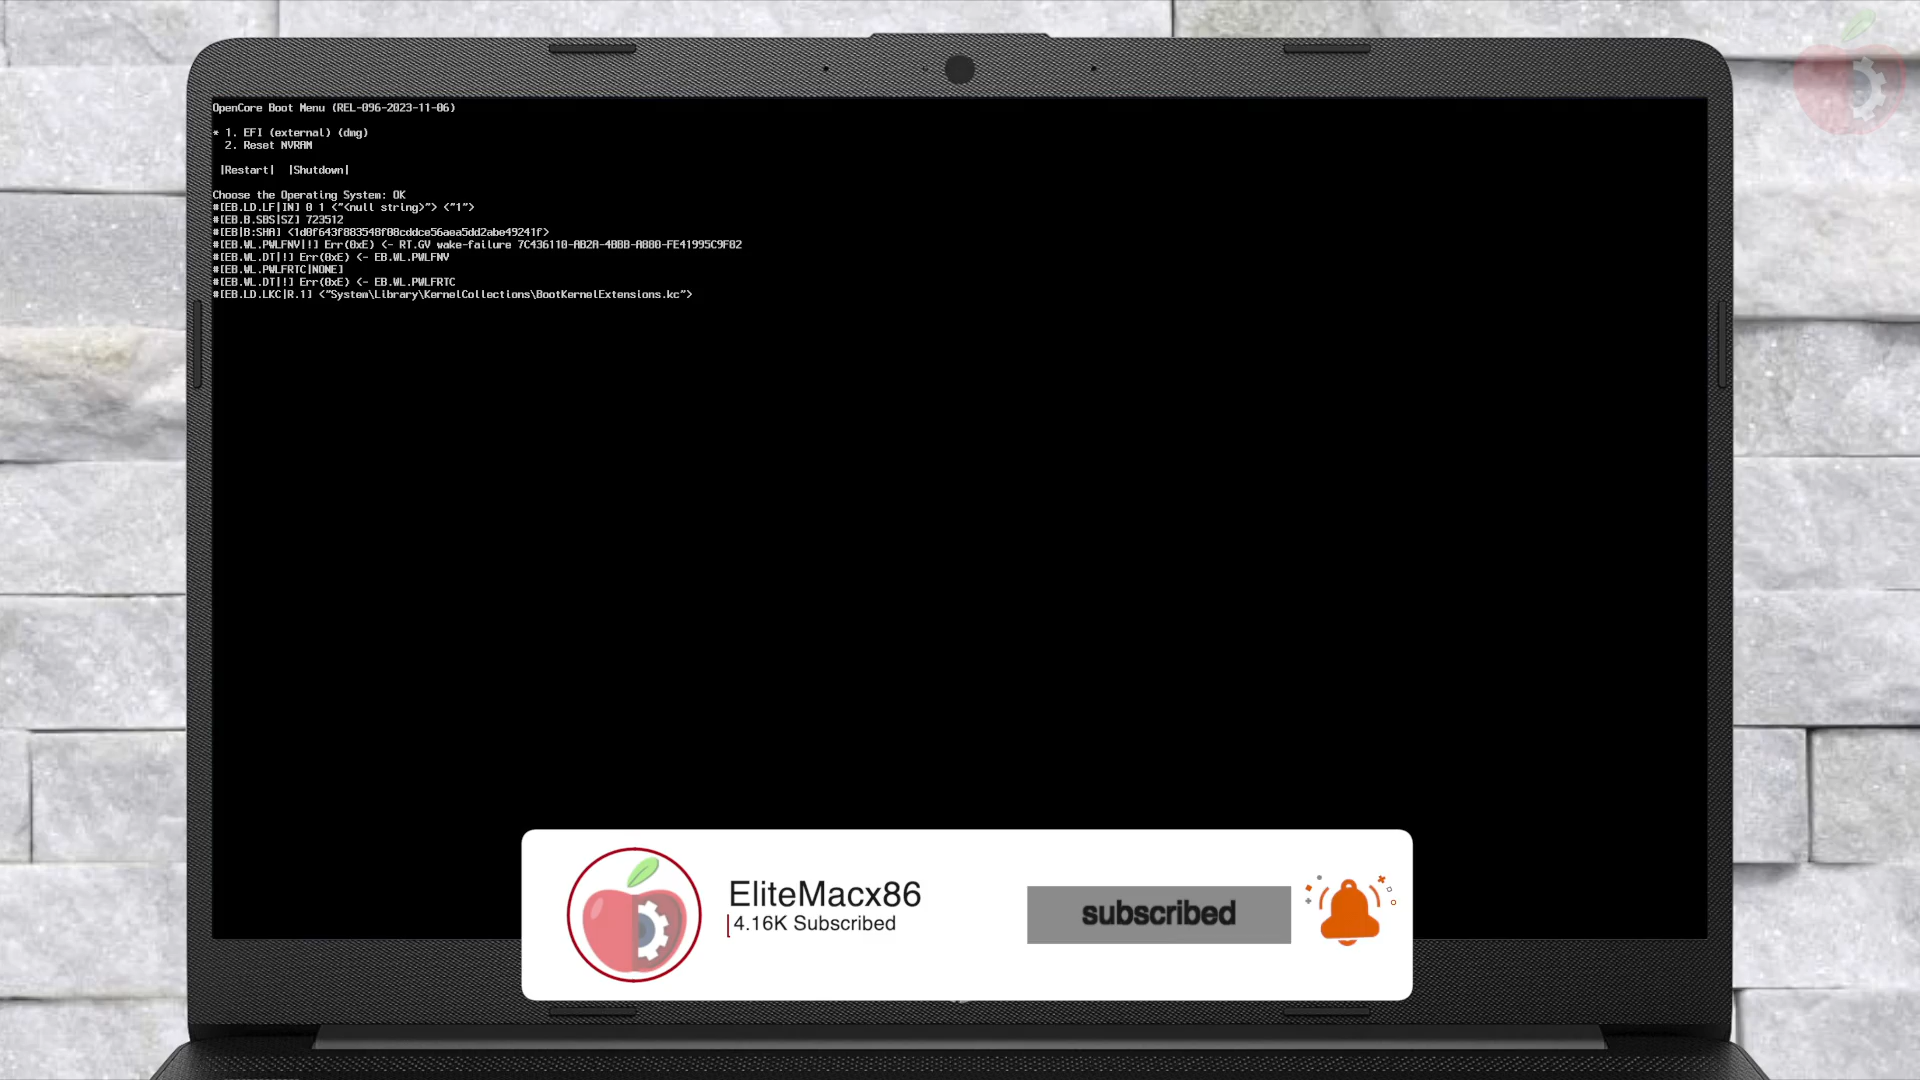 OpenCore Boot Menu (REL-096-2023-11-06)
* 1. EFI (external) (dmg)
2. Reset NVRAM
|Restart| |Shutdown|
Choose the Operating System: OK
#[EB.LD.LF|IN] 0 1 <"<null string>"> <"1">
#[EB.B.SBS|SZ] 723512
#[EB|B:SHA] <1d0f643f883548f08cddce56aea5dd2abe49241f>
#[EB.WL.PWLFNV|!] Err(0xE) <- RT.GV wake-failure 7C436110-AB2A-4BBB-A880-FE41995C9F82
#[EB.WL.DT|!] Err(0xE) <- EB.WL.PWLFNV
#[EB.WL.PWLFRTC|NONE]
#[EB.WL.DT|!] Err(0xE) <- EB.WL.PWLFRTC
#[EB.LD.LKC|R.1] <"System\Library\KernelCollections\BootKernelExtensions.kc">
EliteMacx86
4.16K Subscribed
subscribed